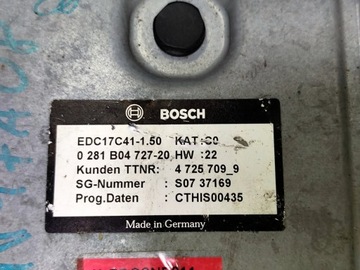 BOSCH
EDC17C41-1.50 KAT:C0
0 281 B04 727-20 HW :22
Kunden TTNR: 4 725 709_9
SG-Nummer : S07 37169
Prog.Daten : CTHIS00435
Made in Germany